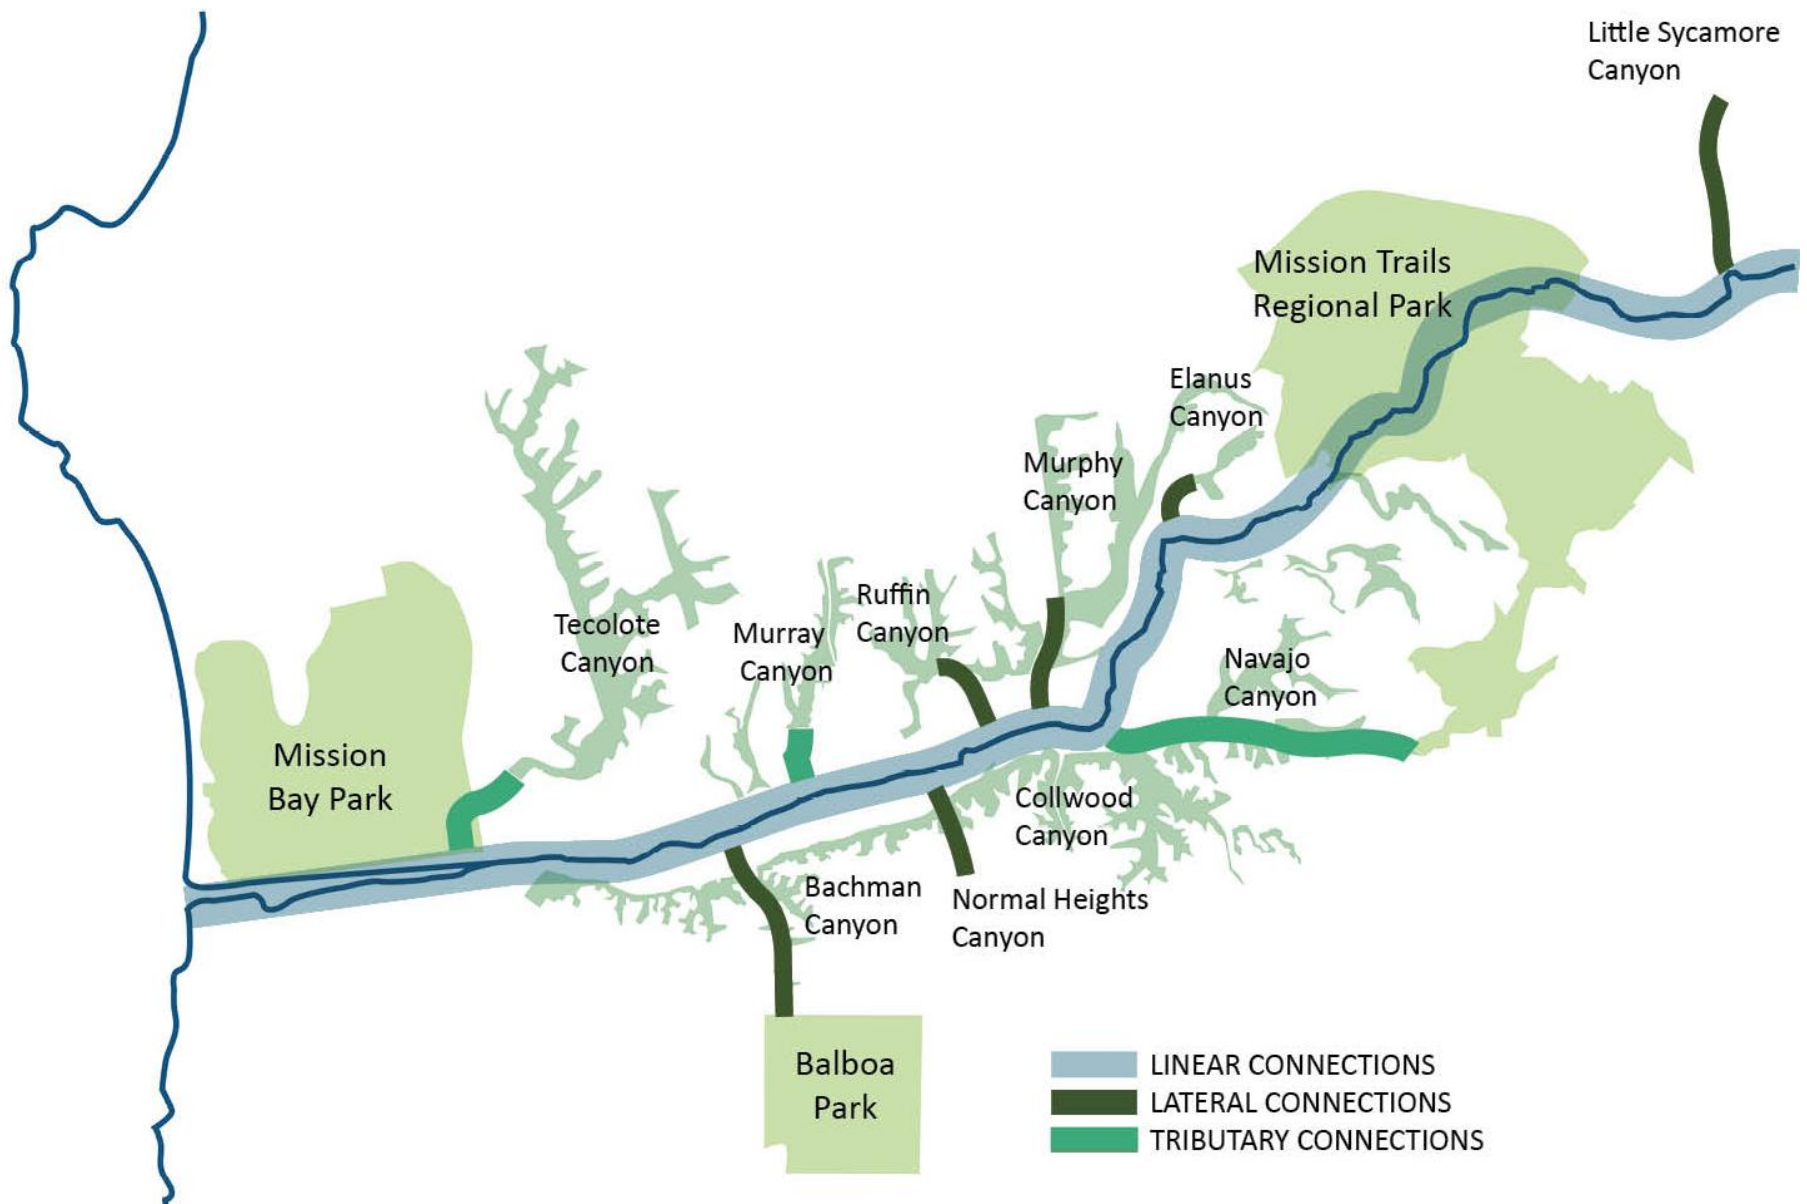 Little Sycamore
Canyon
Mission Trails
Regional Park
Elanus
Canyon
Murphy
Canyon
Ruffin
Canyon
Tecolote
Canyon
Murray
Canyon
Navajo
Canyon
Mission
Bay Park
Collwood
Canyon
Bachman
Canyon
Normal Heights
Canyon
Balboa
Park
LINEAR CONNECTIONS
LATERAL CONNECTIONS
TRIBUTARY CONNECTIONS